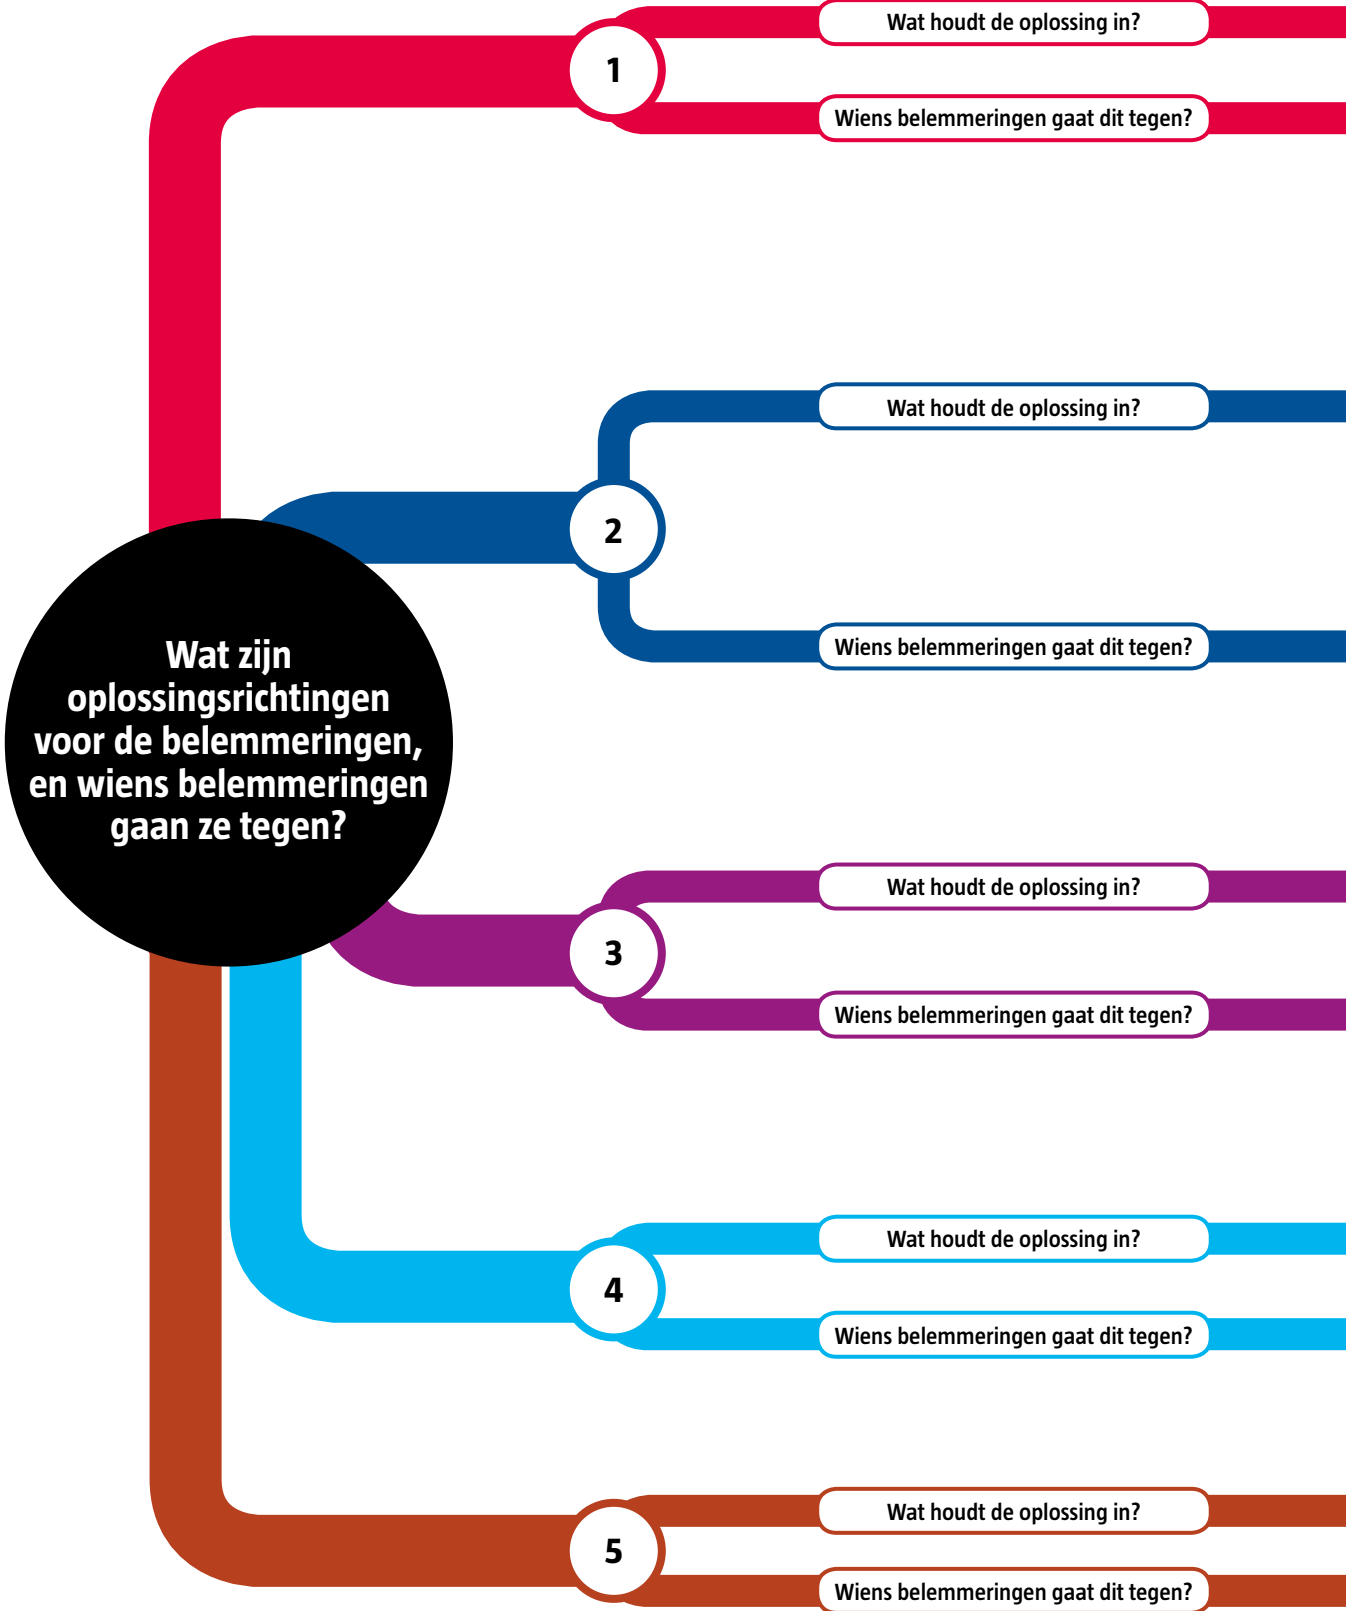 Wat zijn
oplossingsrichtingen
voor de belemmeringen,
en wiens belemmeringen
gaan ze tegen?
1
Wat houdt de oplossing in?
Wiens belemmeringen gaat dit tegen?
2
Wat houdt de oplossing in?
Wiens belemmeringen gaat dit tegen?
3
Wat houdt de oplossing in?
Wiens belemmeringen gaat dit tegen?
4
Wat houdt de oplossing in?
Wiens belemmeringen gaat dit tegen?
5
Wat houdt de oplossing in?
Wiens belemmeringen gaat dit tegen?